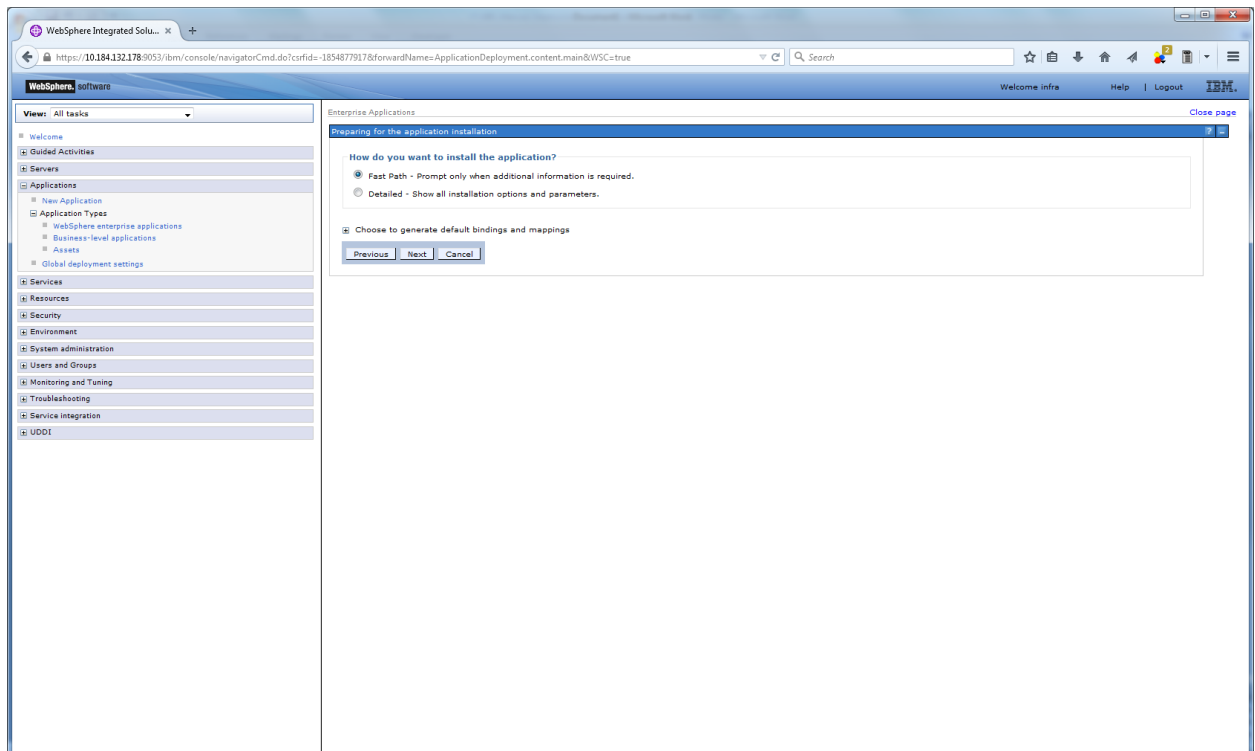 WebSphere Integrated Solu... × +
https://10.184.132.178:9053/ibm/console/navigatorCmd.do?csrfid=-1854877917&forwardName=ApplicationDeployment.content.main&WSC=true Search 2
WebSphere. software Welcome infra Help | Logout IBM.
View: All tasks
Welcome
Guided Activities
Servers
Applications
New Application
Application Types
WebSphere enterprise applications
Business-level applications
Assets
Global deployment settings
Services
Resources
Security
Environment
System administration
Users and Groups
Monitoring and Tuning
Troubleshooting
Service integration
UDDI
Enterprise Applications Close page
Preparing for the application installation ? -
How do you want to install the application?
Fast Path - Prompt only when additional information is required.
Detailed - Show all installation options and parameters.
Choose to generate default bindings and mappings
Previous Next Cancel